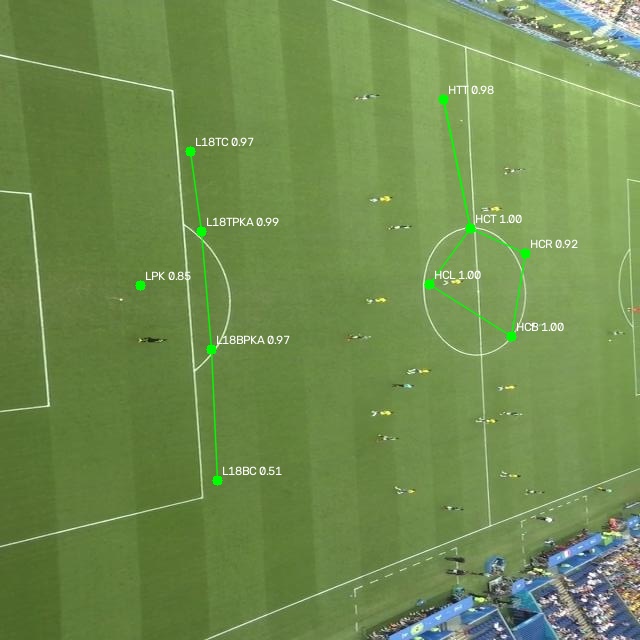 HTT 0.98
L18TC 0.97
L18TPKA 0.99
HCT 1.00
HCR 0.92
LPK 0.85
HCL 1.00
HCB 1.00
L18BPKA 0.97
L18BC 0.51